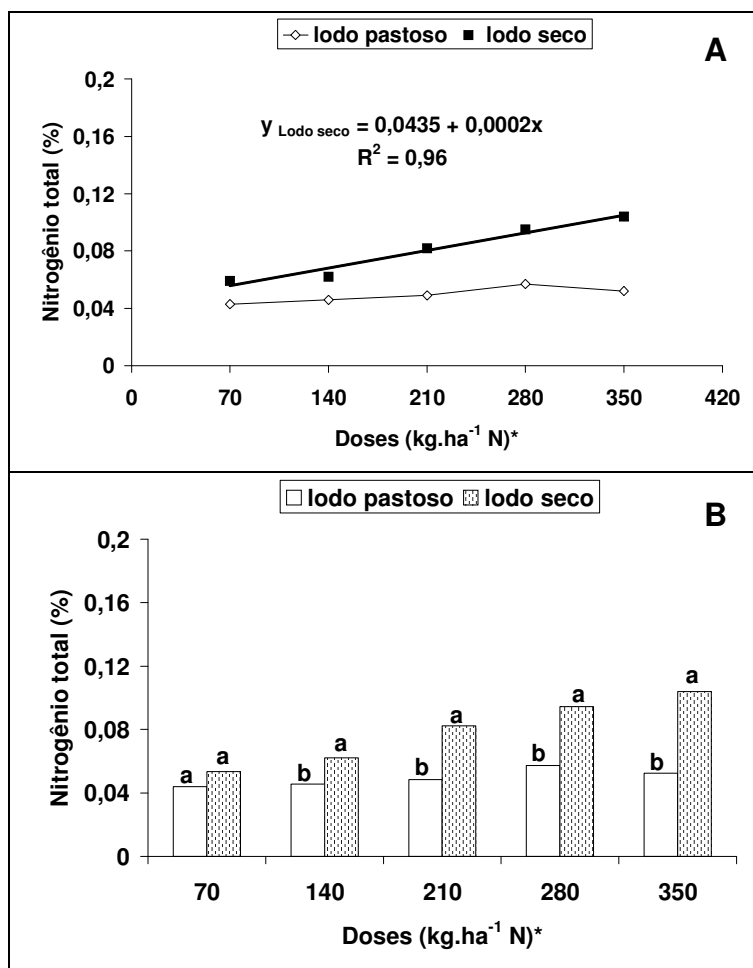 lodo pastoso lodo seco
A
0,2
y Lodo seco = 0,0435 + 0,0002x
0,16
R² = 0,96
0,12
0,08
0,04
0
Nitrogênio total (%)
0 70 140 210 280 350 420
Doses (kg.ha⁻¹ N)*
lodo pastoso lodo seco
B
0,2
0,16
0,12
0,08
0,04
0
Nitrogênio total (%)
a a b a b a b a b a
70 140 210 280 350
Doses (kg.ha⁻¹ N)*